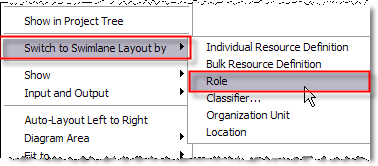 Show in Project Tree
Switch to Swimlane Layout by
Show
Input and Output
Auto-Layout Left to Right
Diagram Area
Fit to
Individual Resource Definition
Bulk Resource Definition
Role
Classifier...
Organization Unit
Location